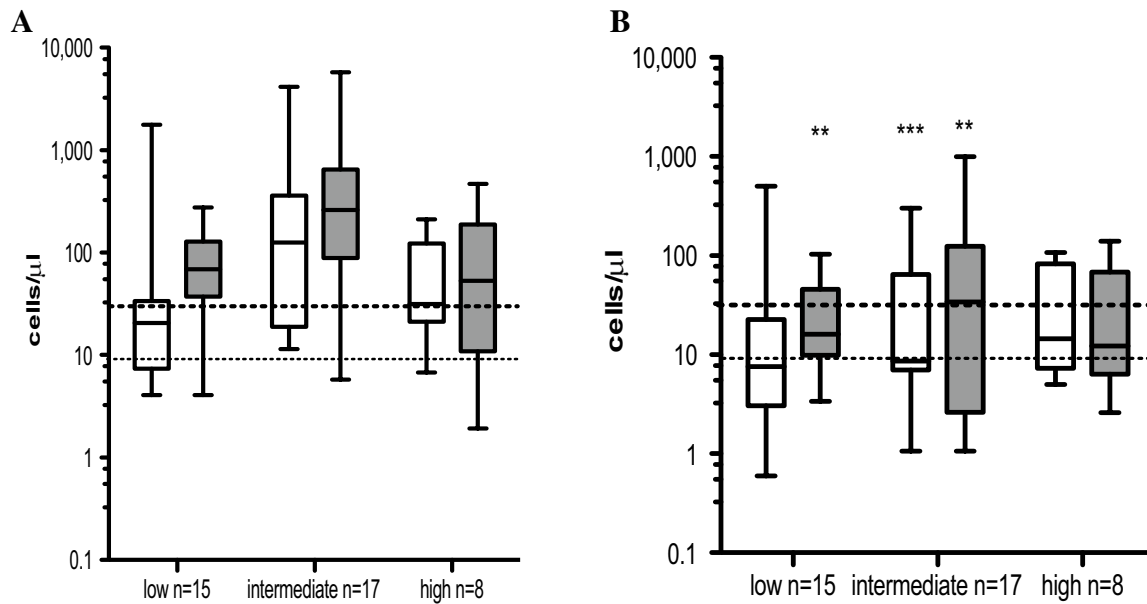 A
10,000
1,000
100
10
1
0.1
cells/μl
low n=15
intermediate n=17
high n=8
B
10,000
1,000
100
10
1
0.1
cells/μl
** *** **
low n=15
intermediate n=17
high n=8